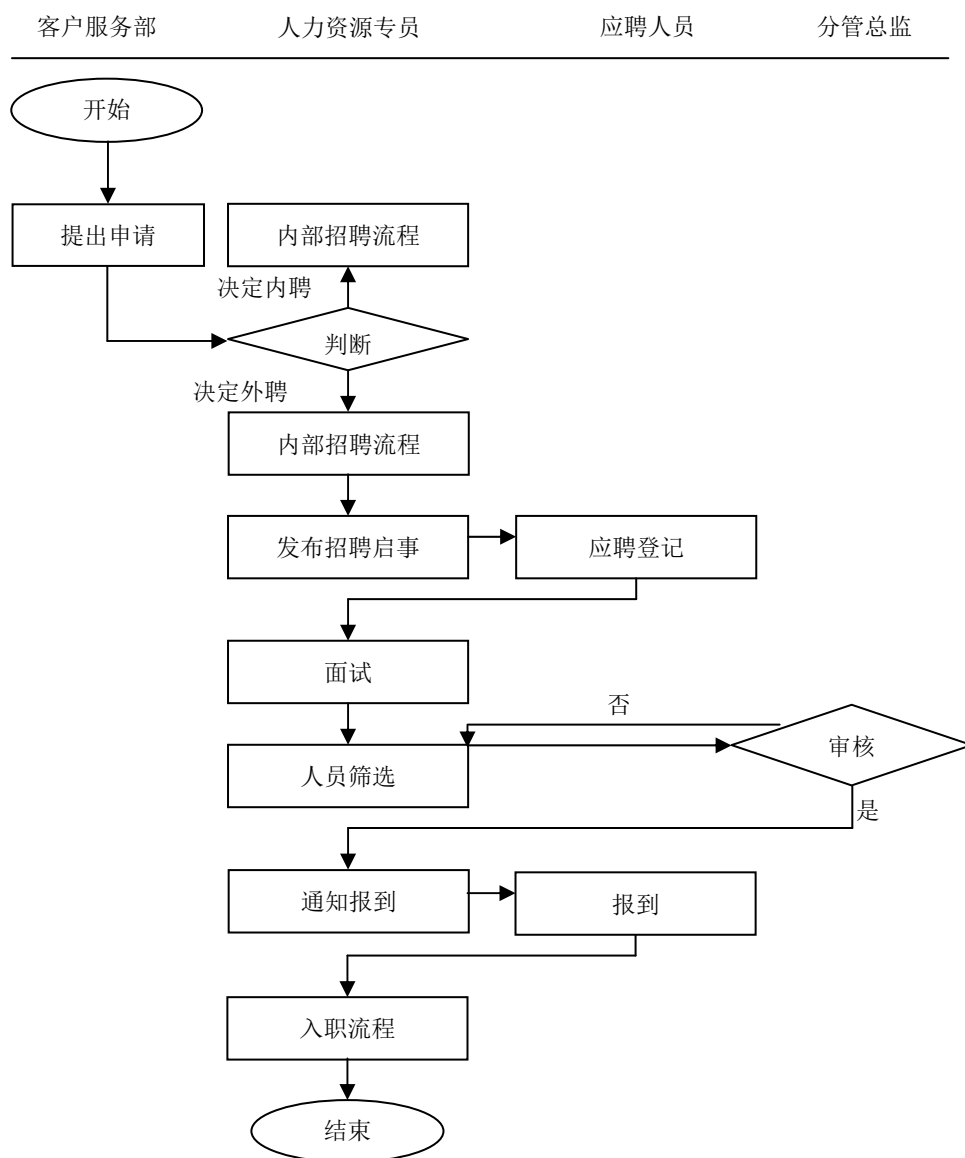 客户服务部 人力资源专员 应聘人员 分管总监
开始
提出申请 内部招聘流程
决定内聘
判断
决定外聘
内部招聘流程
发布招聘启事 应聘登记
面试
否
人员筛选 审核
是
通知报到 报到
入职流程
结束